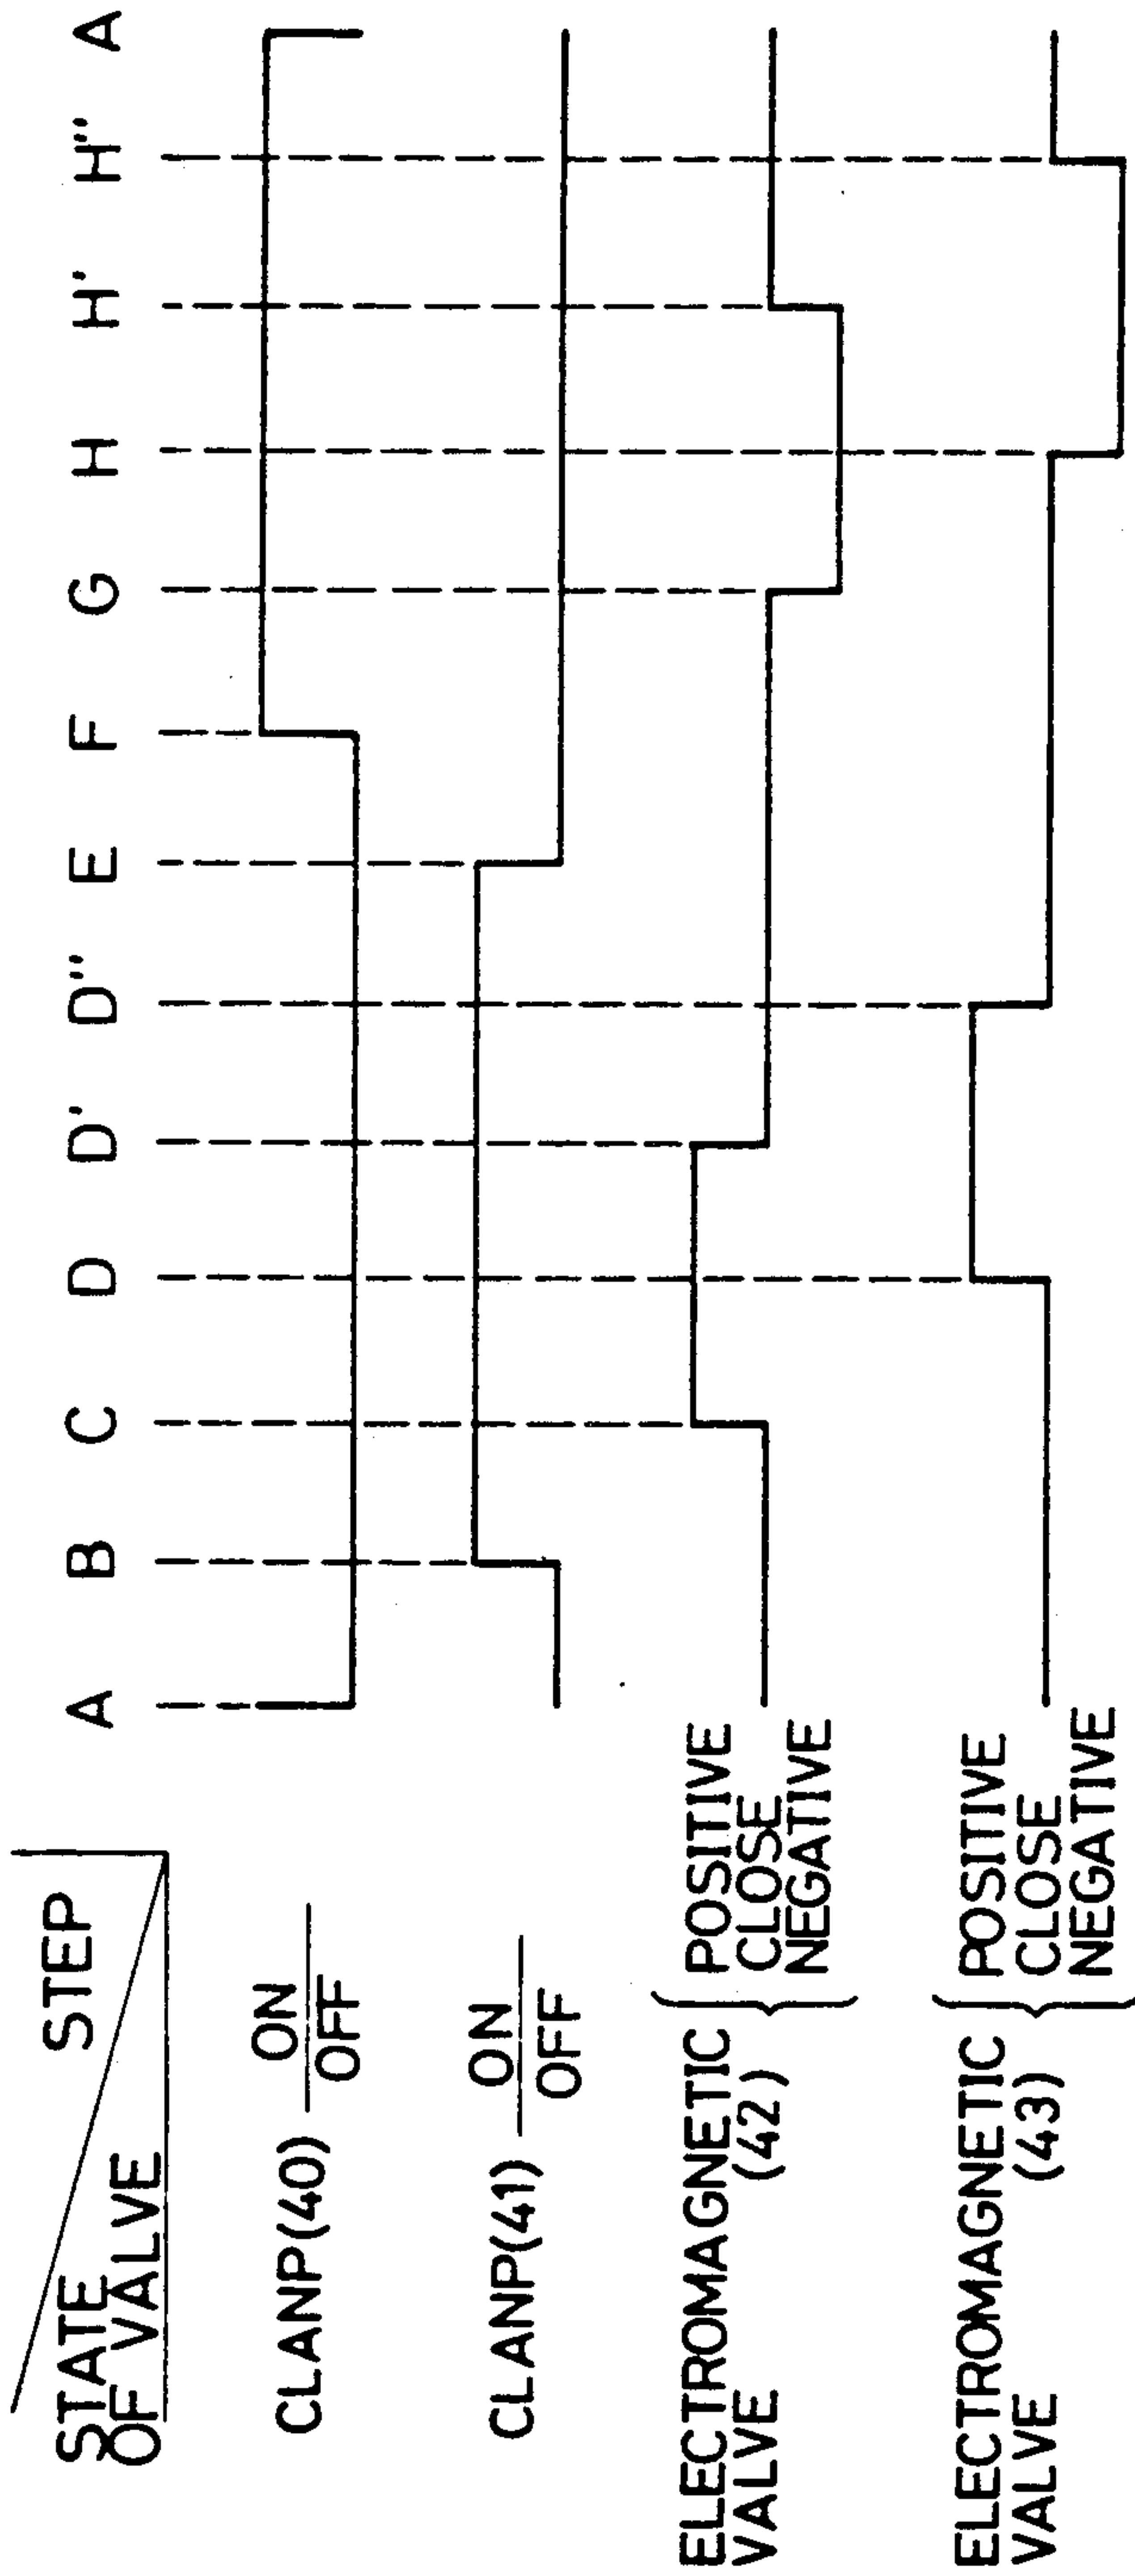 STEP
STATE
OF VALVE
A B C D D' D'' E F G H H' H'' A
CLANP(40) ON
OFF
CLANP(41) ON
OFF
ELECTROMAGNETIC
VALVE (42)
POSITIVE
CLOSE
NEGATIVE
ELECTROMAGNETIC
VALVE (43)
POSITIVE
CLOSE
NEGATIVE